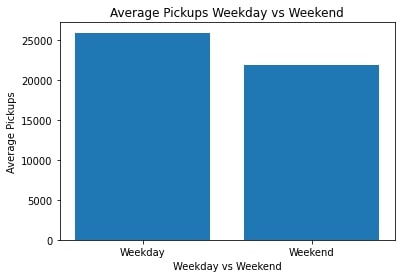 Average Pickups Weekday vs Weekend
25000
20000
15000
10000
5000
0
Average Pickups
Weekday Weekend
Weekday vs Weekend